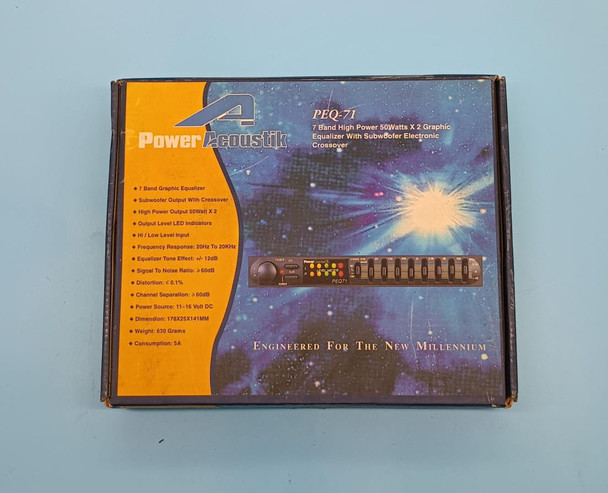 Power Acoustik
PEQ-71
7 Band High Power 50Watts X 2 Graphic
Equalizer With Subwoofer Electronic
Crossover
♦ 7 Band Graphic Equalizer
♦ Subwoofer Output With Crossover
♦ High Power Output 50Watt X 2
♦ Output Level LED Indicators
♦ Hi / Low Level Input
♦ Frequency Response: 20Hz To 20KHz
♦ Equalizer Tone Effect: +/- 12dB
♦ Signal To Noise Ratio: ≥ 60dB
♦ Distortion: ≤ 0.1%
♦ Channel Separation: ≥ 60dB
♦ Power Source: 11~16 Volt DC
♦ Dimendion: 178X25X141MM
♦ Weight: 630 Grams
♦ Consumption: 5A
Power
PEQ71
Engineered For The New Millennium